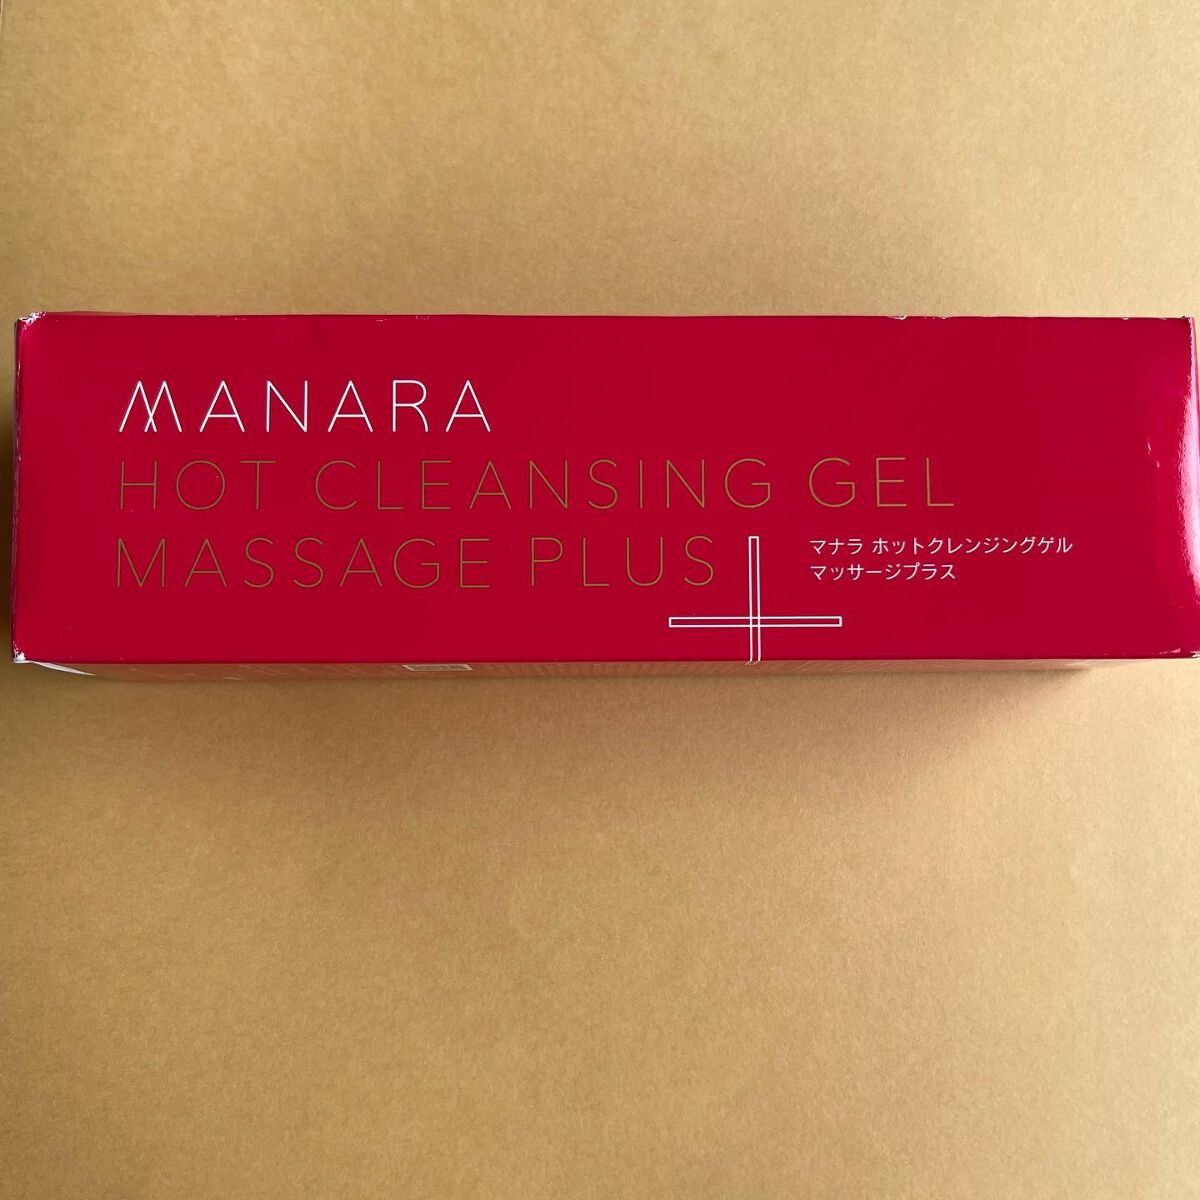 MANARA
HOT CLEANSING GEL
MASSAGE PLUS
マナラ ホットクレンジングゲル
マッサージプラス